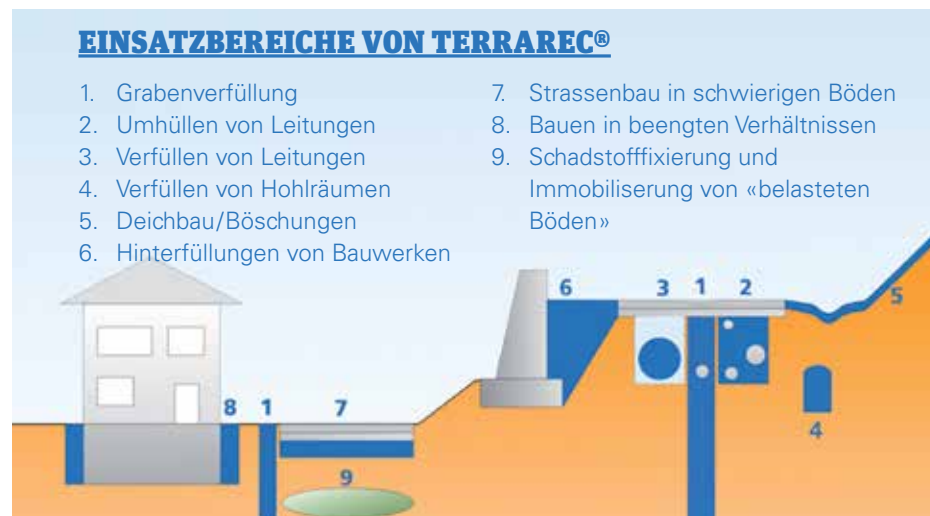 EINSATZBEREICHE VON TERRAREC®
1. Grabenverfüllung
2. Umhüllen von Leitungen
3. Verfüllen von Leitungen
4. Verfüllen von Hohlräumen
5. Deichbau/Böschungen
6. Hinterfüllungen von Bauwerken
7. Strassenbau in schwierigen Böden
8. Bauen in beengten Verhältnissen
9. Schadstofffixierung und
Immobiliserung von «belasteten
Böden»
6 3 1 2
5
8 1 7
4
9